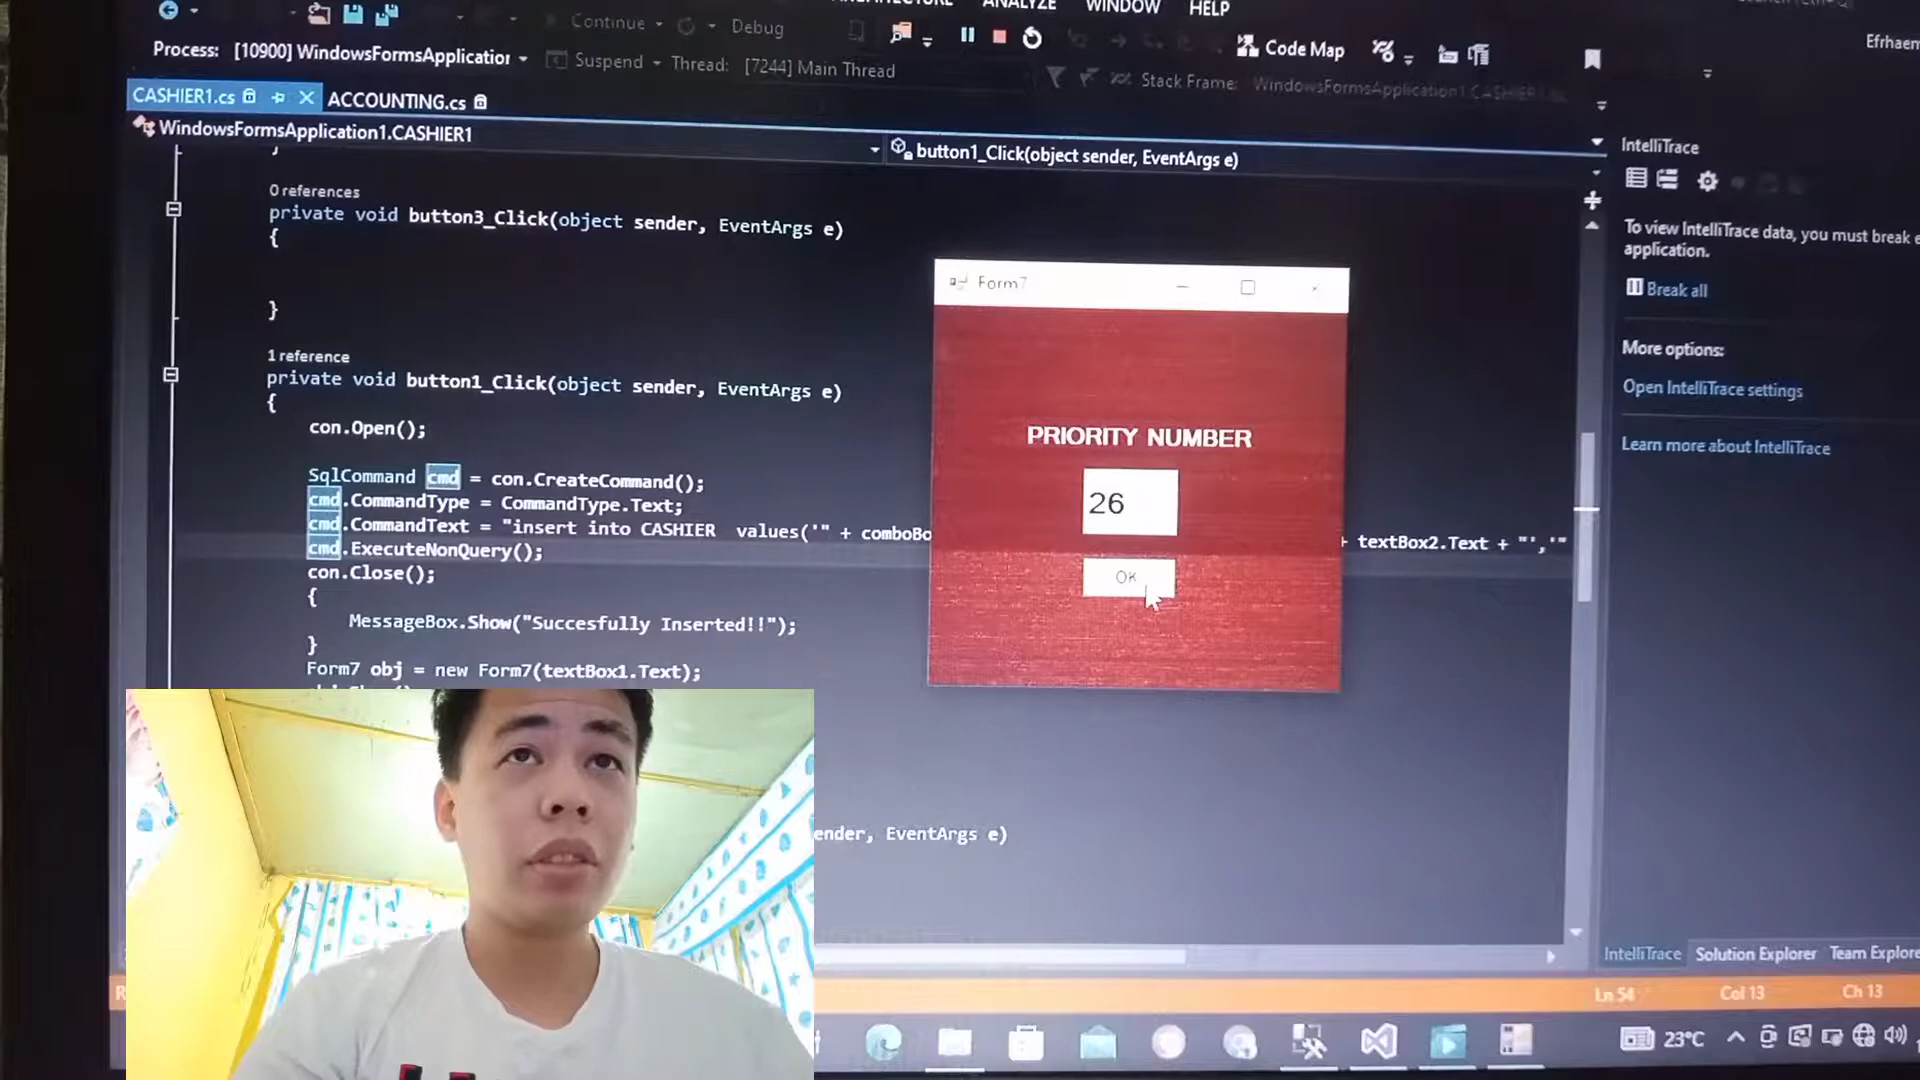 ANALYZE WINDOW HELP
Continue Debug
Code Map
Efrhaem
Process: [10900] WindowsFormsApplication Suspend Thread: [7244] Main Thread
Stack Frame: WindowsFormsApplication1.CASHIER1
CASHIER1.cs ACCOUNTING.cs
WindowsFormsApplication1.CASHIER1
button1_Click(object sender, EventArgs e)
0 references
private void button3_Click(object sender, EventArgs e)
{
}
1 reference
private void button1_Click(object sender, EventArgs e)
{
con.Open();
SqlCommand cmd = con.CreateCommand();
cmd.CommandType = CommandType.Text;
cmd.CommandText = "insert into CASHIER values('" + comboBo + textBox2.Text + "','"
cmd.ExecuteNonQuery();
con.Close();
{
MessageBox.Show("Succesfully Inserted!!");
}
Form7 obj = new Form7(textBox1.Text);
ender, EventArgs e)
Form7
PRIORITY NUMBER
26
OK
IntelliTrace
To view IntelliTrace data, you must break
application.
Break all
More options:
Open IntelliTrace settings
Learn more about IntelliTrace
IntelliTrace Solution Explorer Team Explore
Ln 54 Col 13 Ch 13
23°C